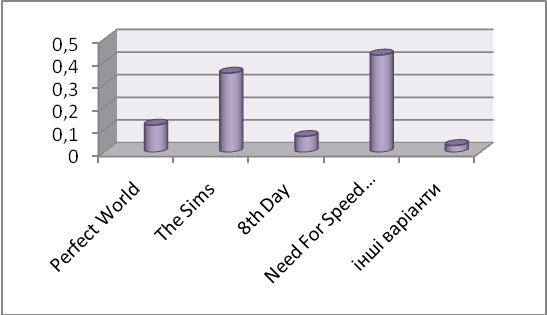 0,5
0,4
0,3
0,2
0,1
0
Perfect World
The Sims
8th Day
Need For Speed...
інші варіанти